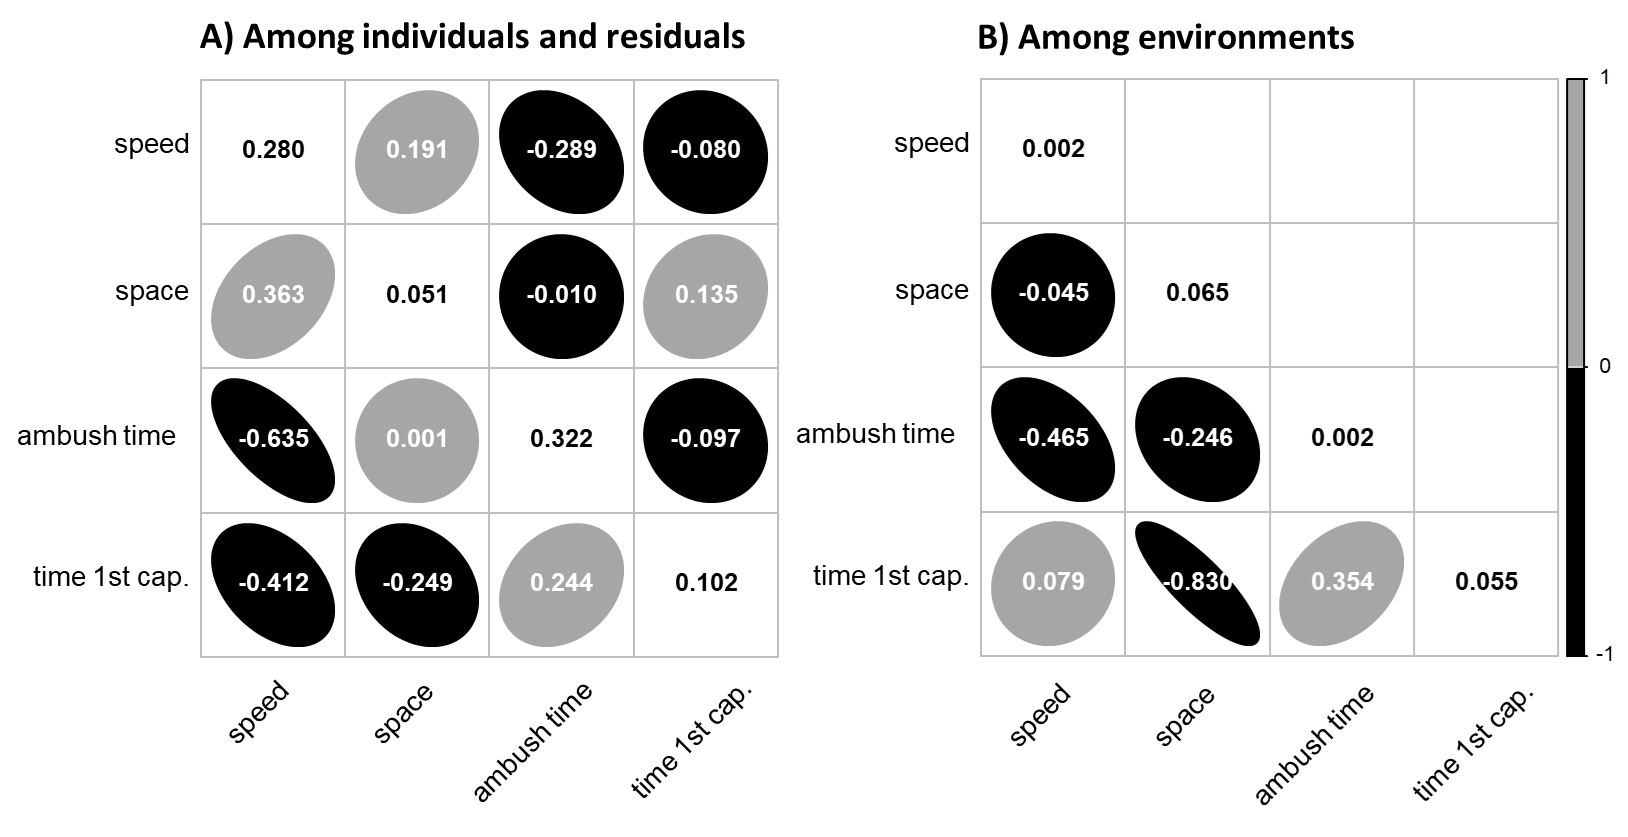 A) Among individuals and residuals
speed 0.280 0.191 -0.289 -0.080
space 0.363 0.051 -0.010 0.135
ambush time -0.635 0.001 0.322 -0.097
time 1st cap. -0.412 -0.249 0.244 0.102
speed space ambush time time 1st cap.
B) Among environments
speed 0.002
space -0.045 0.065
ambush time -0.465 -0.246 0.002
time 1st cap. 0.079 -0.830 0.354 0.055
speed space ambush time time 1st cap.
1
0
-1